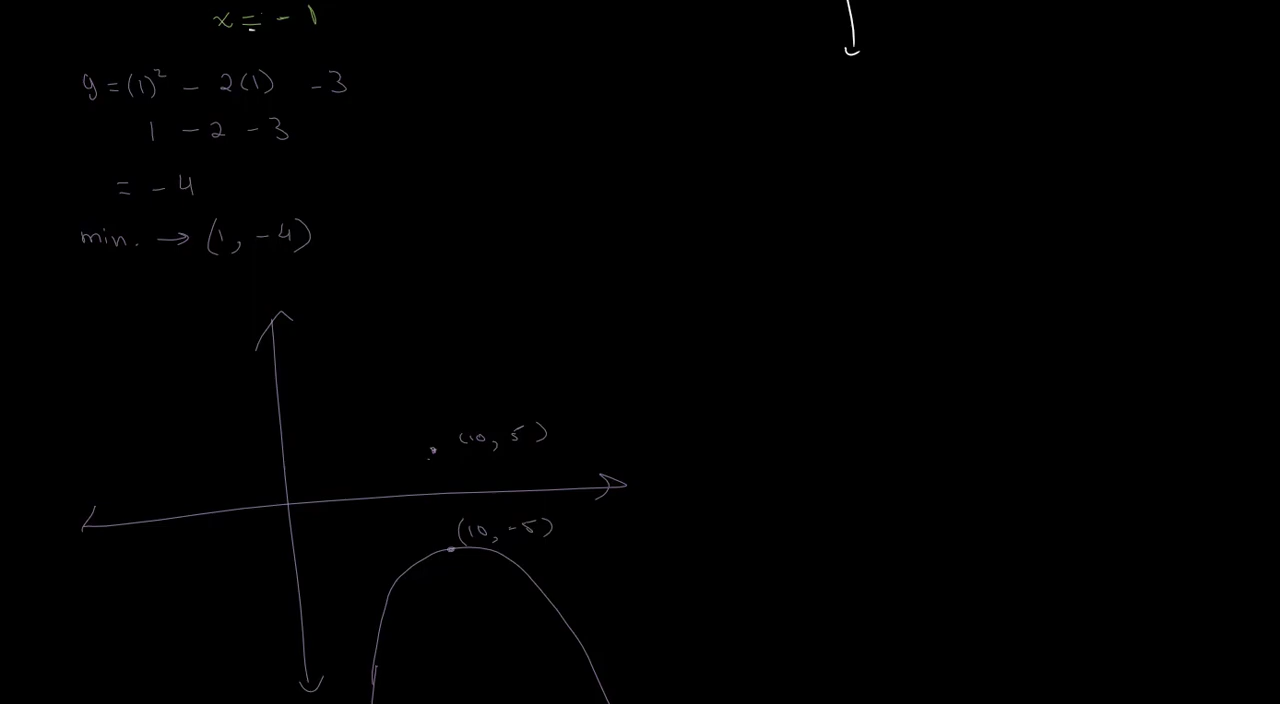 x = - 1
y = (1)² - 2(1) - 3
1 - 2 - 3
= - 4
min. → (1, -4)
(10, 5)
(10, -5)